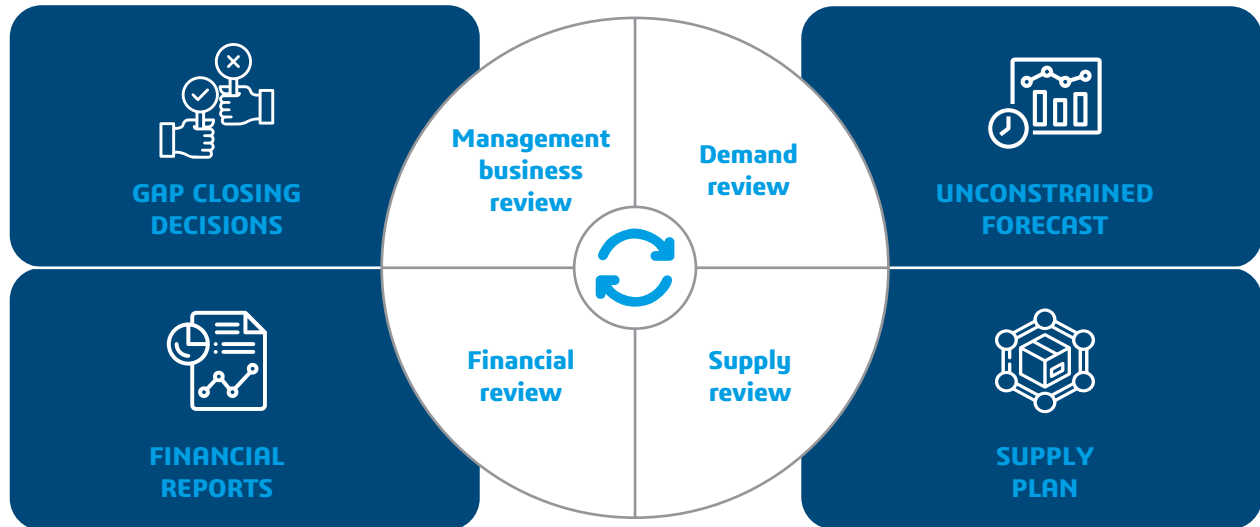 Management
business
review
Demand
review
GAP CLOSING
DECISIONS
UNCONSTRAINED
FORECAST
Financial
review
Supply
review
FINANCIAL
REPORTS
SUPPLY
PLAN